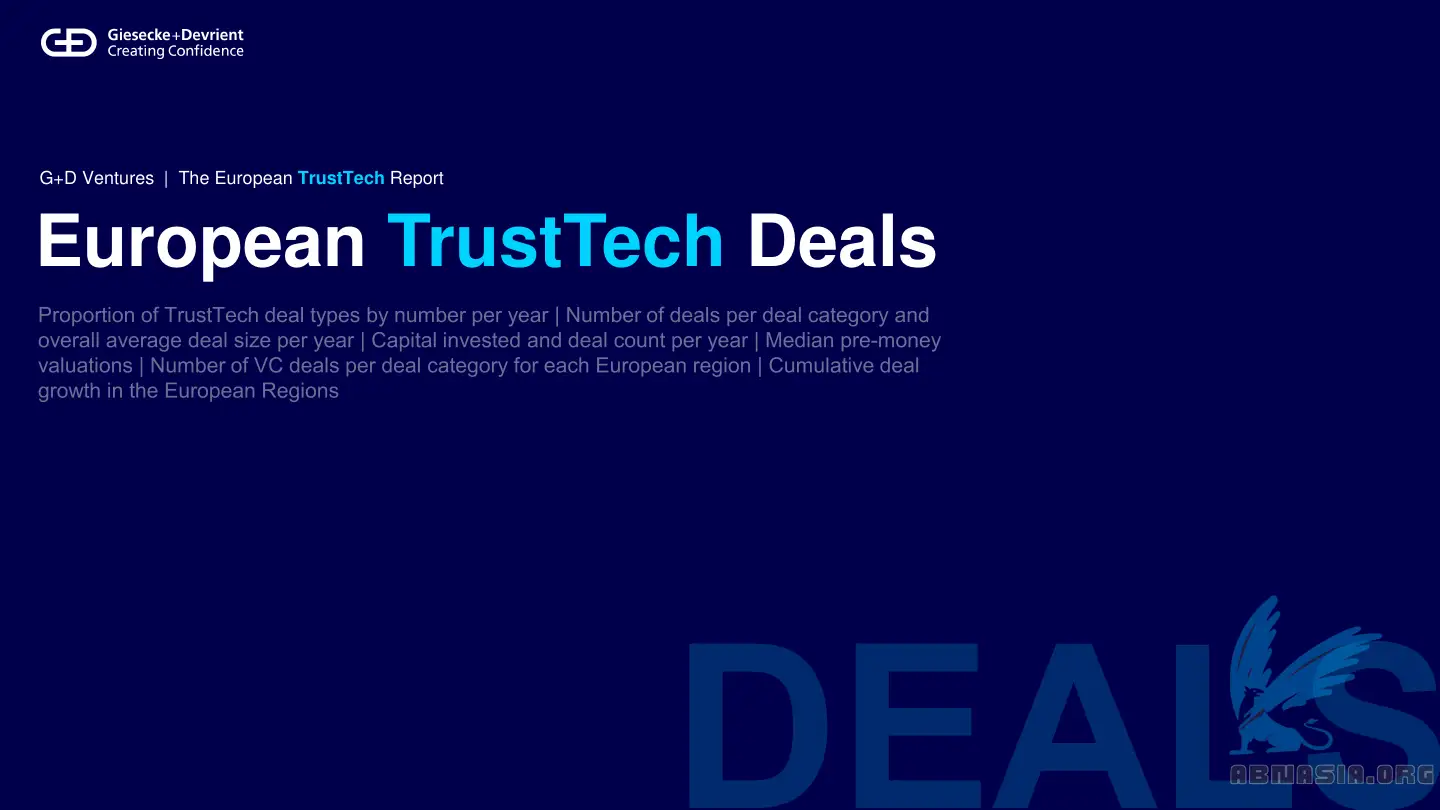 Giesecke+Devrient
Creating Confidence
G+D Ventures | The European TrustTech Report
European TrustTech Deals
Proportion of TrustTech deal types by number per year | Number of deals per deal category and
overall average deal size per year | Capital invested and deal count per year | Median pre-money
valuations | Number of VC deals per deal category for each European region | Cumulative deal
growth in the European Regions
DEALS
ABNASIA.ORG